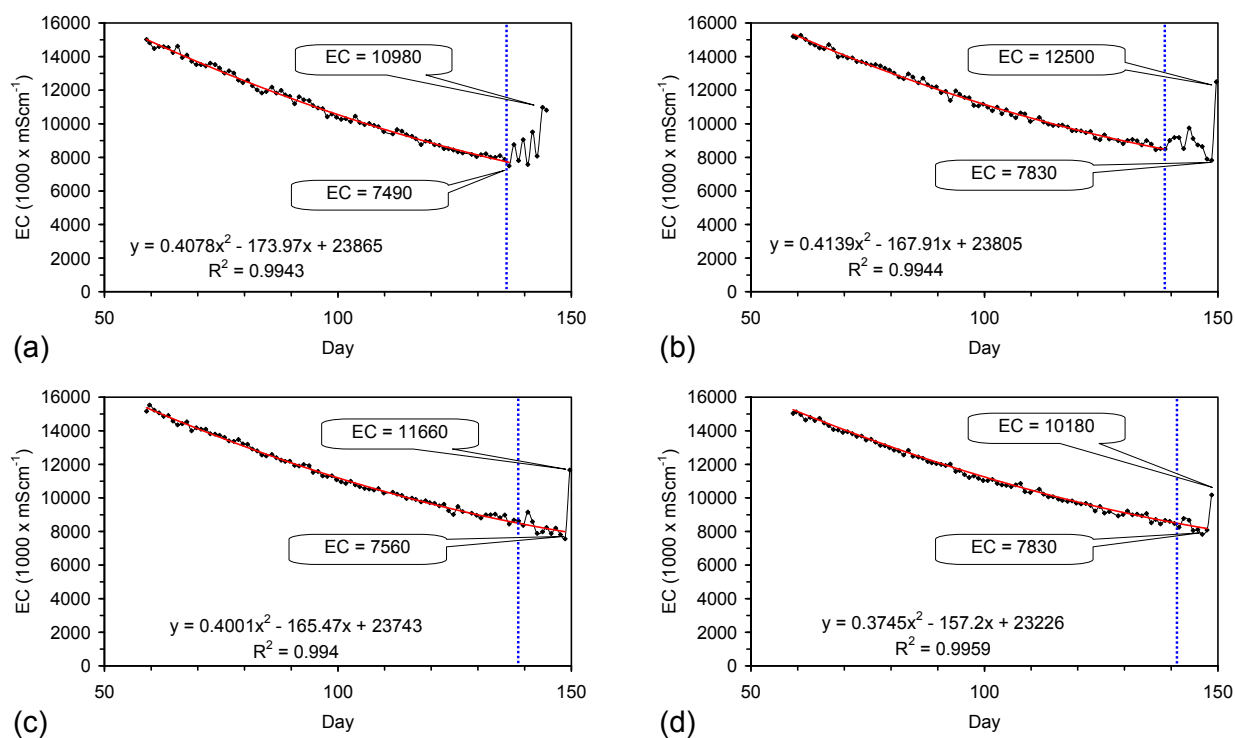 16000
14000
12000
10000
8000
6000
4000
2000
0
EC (1000 x mScm⁻¹)
EC = 10980
EC = 7490
y = 0.4078x² - 173.97x + 23865
R² = 0.9943
50 100 150
Day
(a)
16000
14000
12000
10000
8000
6000
4000
2000
0
EC (1000 x mScm⁻¹)
EC = 12500
EC = 7830
y = 0.4139x² - 167.91x + 23805
R² = 0.9944
50 100 150
Day
(b)
16000
14000
12000
10000
8000
6000
4000
2000
0
EC (1000 x mScm⁻¹)
EC = 11660
EC = 7560
y = 0.4001x² - 165.47x + 23743
R² = 0.994
50 100 150
Day
(c)
16000
14000
12000
10000
8000
6000
4000
2000
0
EC (1000 x mScm⁻¹)
EC = 10180
EC = 7830
y = 0.3745x² - 157.2x + 23226
R² = 0.9959
50 100 150
Day
(d)